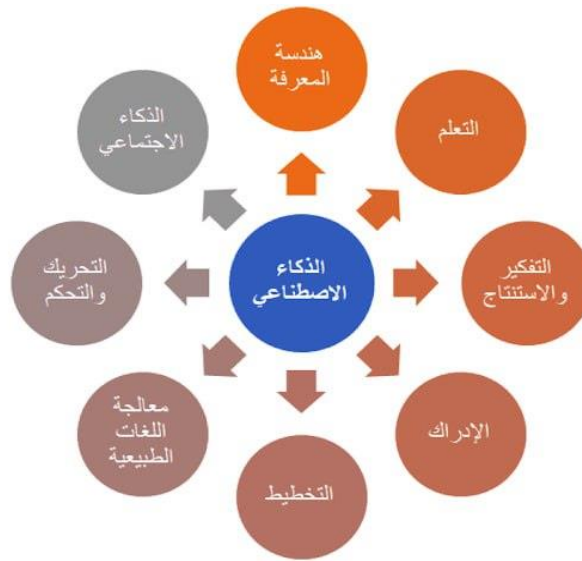 هندسة
المعرفة
التعلم
التفكير
والاستنتاج
الإدراك
التخطيط
معالجة
اللغات
الطبيعية
التحريك
والتحكم
الذكاء
الاجتماعي
الذكاء
الاصطناعي